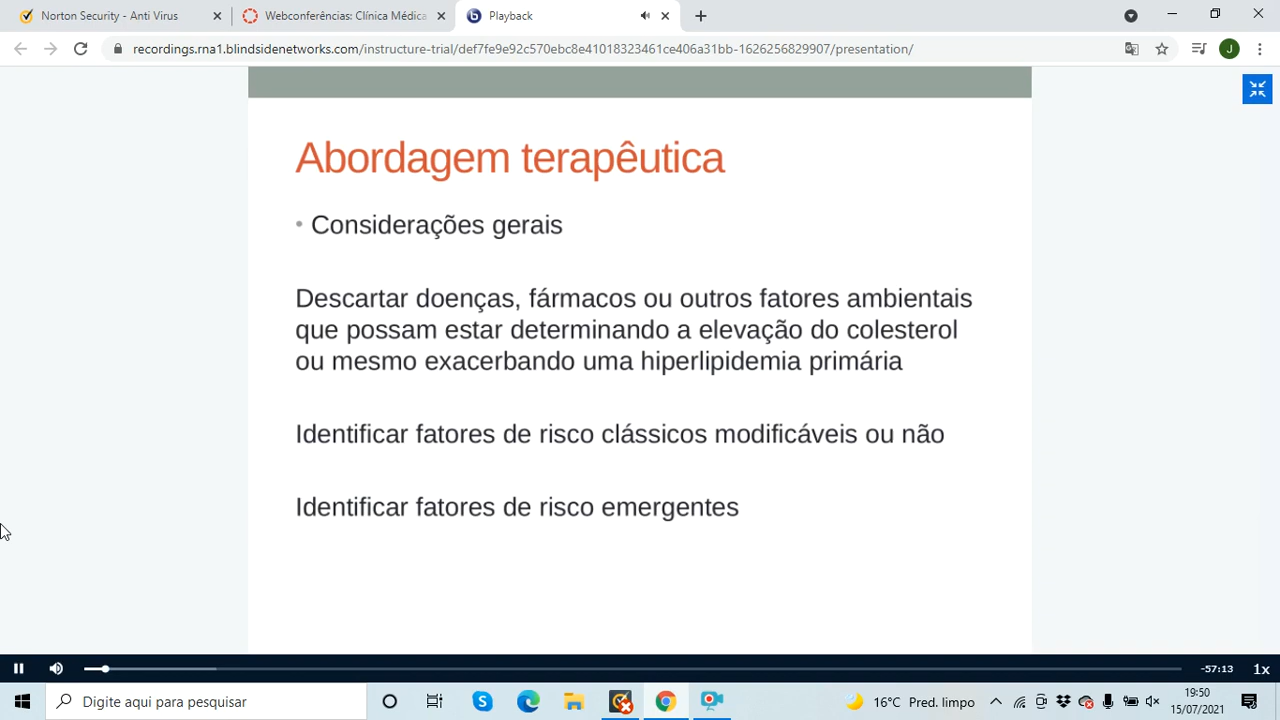 Norton Security - Anti Virus
Webconferências: Clínica Médica
Playback
recordings.rna1.blindsidenetworks.com/instructure-trial/def7fe9e92c570ebc8e41018323461ce406a31bb-1626256829907/presentation/
J
Abordagem terapêutica
• Considerações gerais
Descartar doenças, fármacos ou outros fatores ambientais
que possam estar determinando a elevação do colesterol
ou mesmo exacerbando uma hiperlipidemia primária
Identificar fatores de risco clássicos modificáveis ou não
Identificar fatores de risco emergentes
-57:13
1x
Digite aqui para pesquisar
16°C Pred. limpo
19:50
15/07/2021